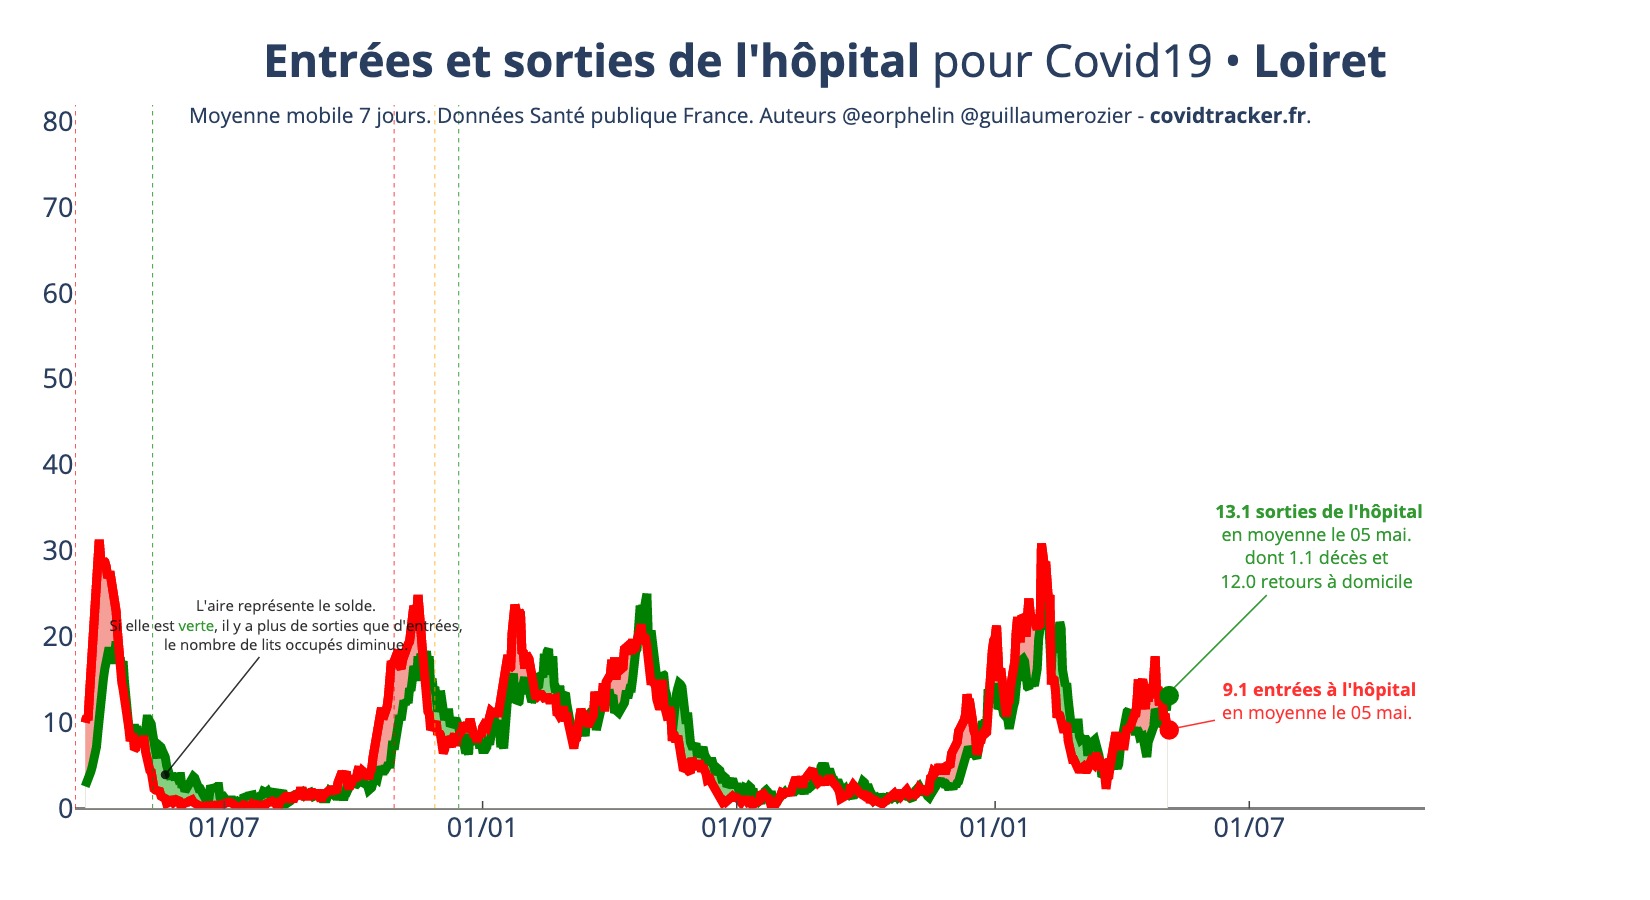 Entrées et sorties de l'hôpital pour Covid19 • Loiret
Moyenne mobile 7 jours. Données Santé publique France. Auteurs @eorphelin @guillaumerozier - covidtracker.fr.
80
70
60
50
40
30
20
10
0
L'aire représente le solde.
Si elle est verte, il y a plus de sorties que d'entrées,
le nombre de lits occupés diminue.
13.1 sorties de l'hôpital
en moyenne le 05 mai.
dont 1.1 décès et
12.0 retours à domicile
9.1 entrées à l'hôpital
en moyenne le 05 mai.
01/07
01/01
01/07
01/01
01/07